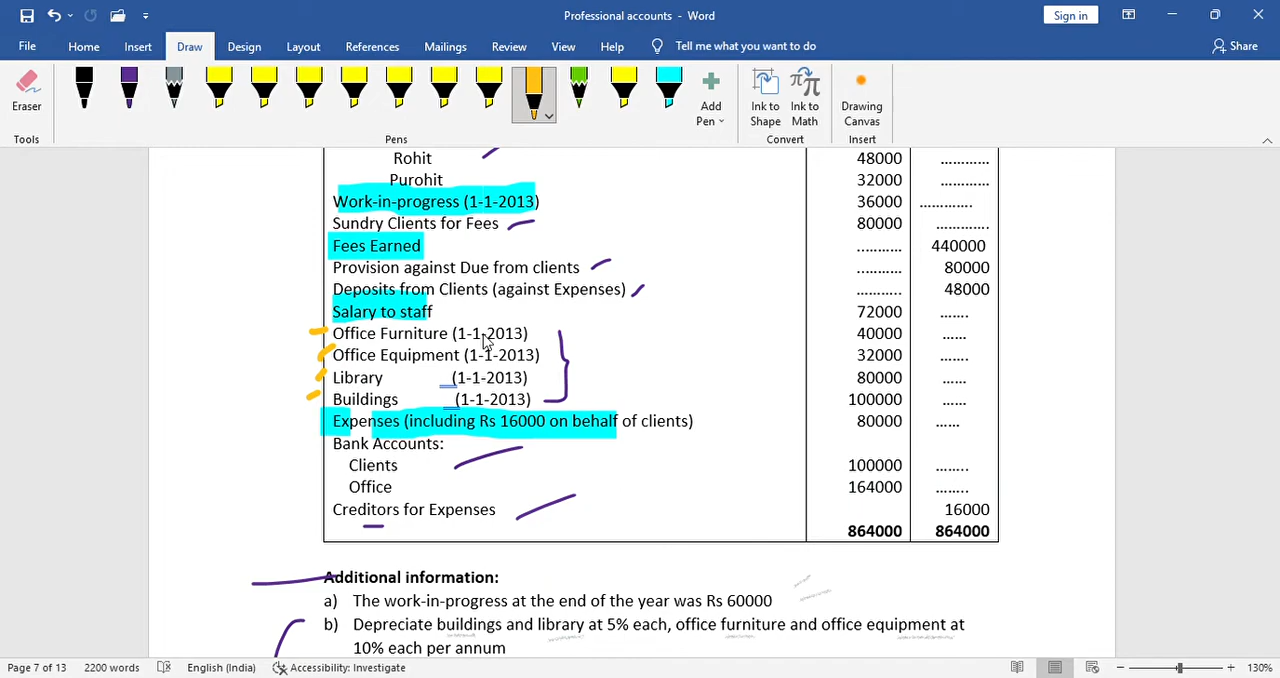 Professional accounts - Word
Sign in
File Home Insert Draw Design Layout References Mailings Review View Help Tell me what you want to do Share
Eraser
Add Pen
Ink to Shape
Ink to Math
Drawing Canvas
Tools Pens Convert Insert
Rohit 48000 ............
Purohit 32000 ............
Work-in-progress (1-1-2013) 36000 .............
Sundry Clients for Fees 80000 .............
Fees Earned ........... 440000
Provision against Due from clients ........... 80000
Deposits from Clients (against Expenses) ........... 48000
Salary to staff 72000 .......
Office Furniture (1-1-2013) 40000 ......
Office Equipment (1-1-2013) 32000 .......
Library (1-1-2013) 80000 ......
Buildings (1-1-2013) 100000 ......
Expenses (including Rs 16000 on behalf of clients) 80000 ......
Bank Accounts:
Clients 100000 ........
Office 164000 ........
Creditors for Expenses 16000
864000 864000
Additional information:
a) The work-in-progress at the end of the year was Rs 60000
b) Depreciate buildings and library at 5% each, office furniture and office equipment at
10% each per annum
Page 7 of 13 2200 words English (India) Accessibility: Investigate 130%